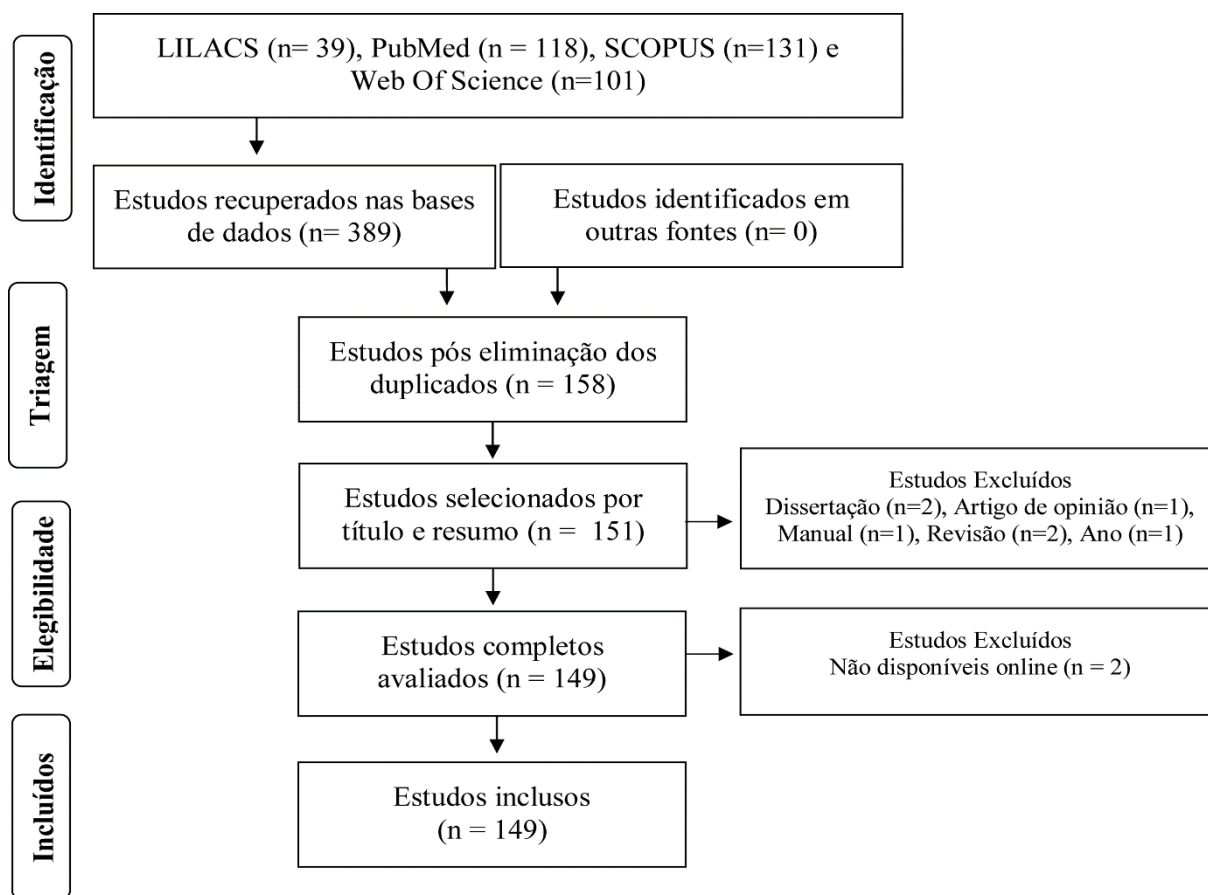 Identificação
LILACS (n= 39), PubMed (n = 118), SCOPUS (n=131) e
Web Of Science (n=101)
Estudos recuperados nas bases
de dados (n= 389)
Estudos identificados em
outras fontes (n= 0)
Triagem
Estudos pós eliminação dos
duplicados (n = 158)
Estudos selecionados por
título e resumo (n = 151)
Estudos Excluídos
Dissertação (n=2), Artigo de opinião (n=1),
Manual (n=1), Revisão (n=2), Ano (n=1)
Elegibilidade
Estudos completos
avaliados (n = 149)
Estudos Excluídos
Não disponíveis online (n = 2)
Incluídos
Estudos inclusos
(n = 149)